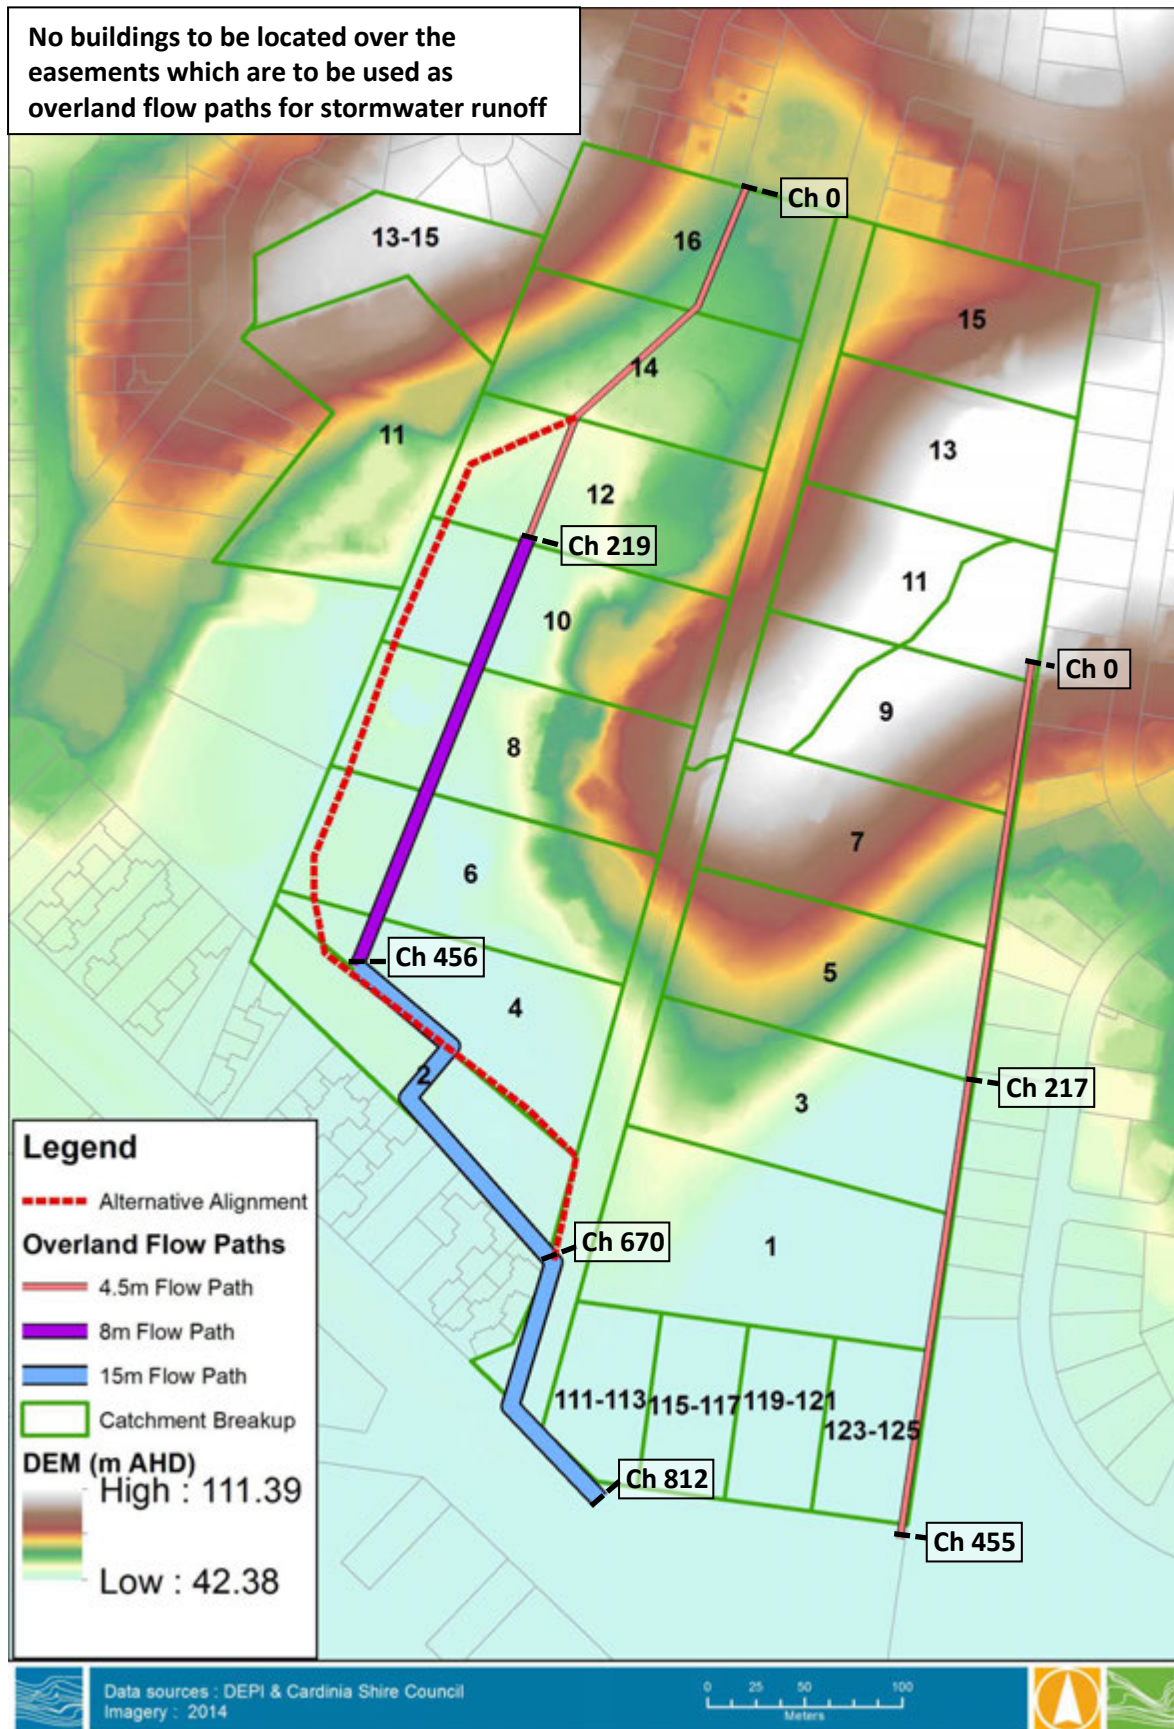 No buildings to be located over the
easements which are to be used as
overland flow paths for stormwater runoff
Ch 0
13-15
16
15
14
13
11
12
Ch 219
11
10
Ch 0
9
8
7
6
5
Ch 456
4
2
Ch 217
3
Ch 670
1
111-113
115-117
119-121
123-125
Ch 812
Ch 455
Legend
Alternative Alignment
Overland Flow Paths
4.5m Flow Path
8m Flow Path
15m Flow Path
Catchment Breakup
DEM (m AHD)
High : 111.39
Low : 42.38
Data sources : DEPI & Cardinia Shire Council
Imagery : 2014
0 25 50 100
Meters